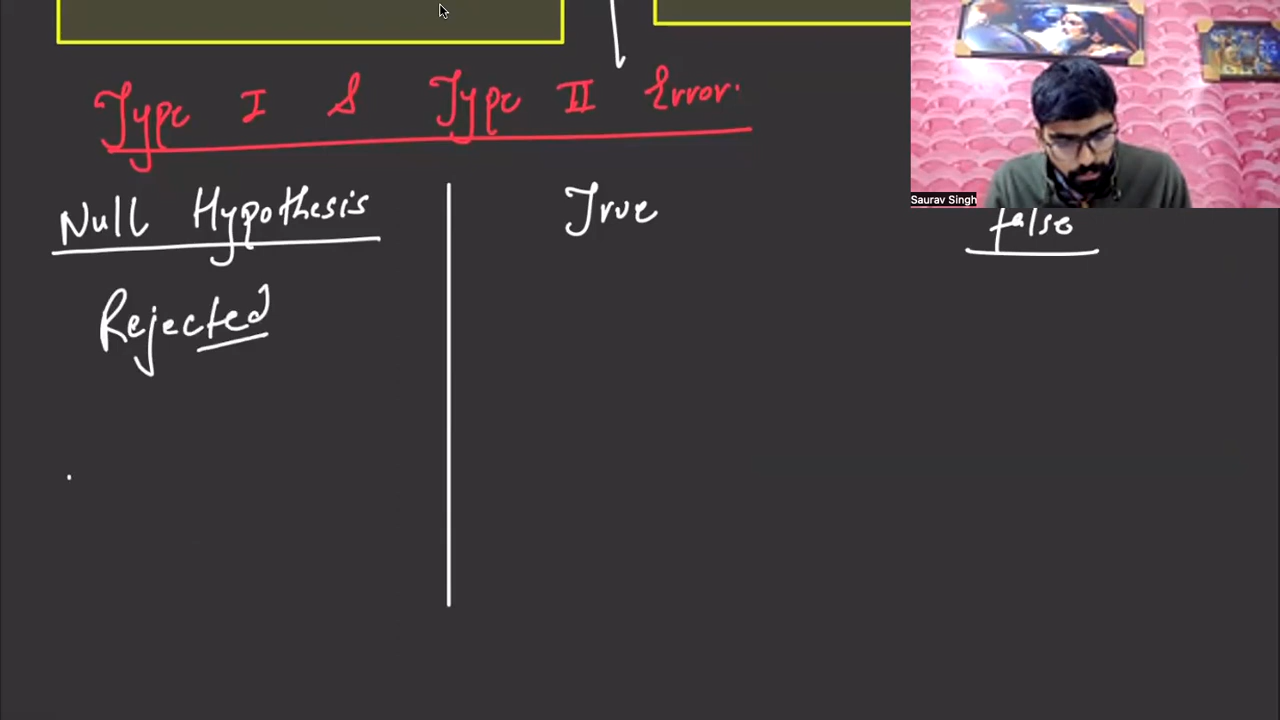 Type I & Type II Error.
Saurav Singh
Null Hypothesis True false
Rejected